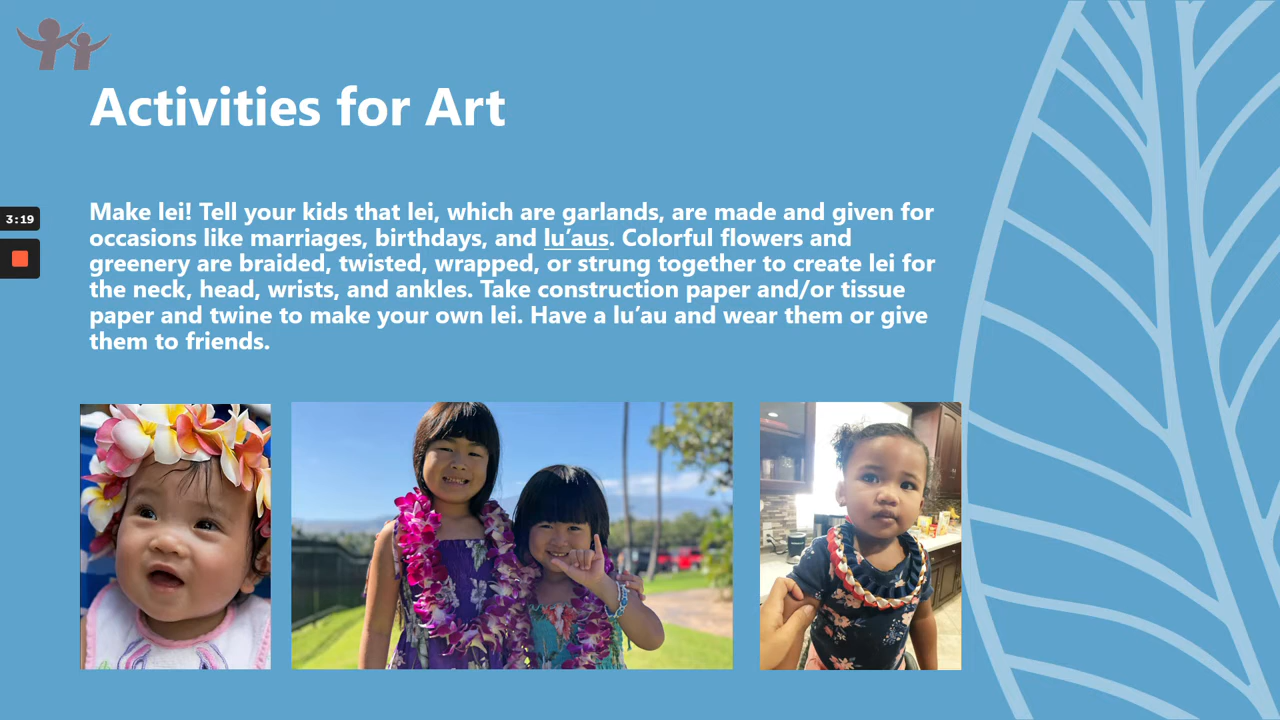 Activities for Art
3:19
Make lei! Tell your kids that lei, which are garlands, are made and given for
occasions like marriages, birthdays, and lu’aus. Colorful flowers and
greenery are braided, twisted, wrapped, or strung together to create lei for
the neck, head, wrists, and ankles. Take construction paper and/or tissue
paper and twine to make your own lei. Have a lu’au and wear them or give
them to friends.